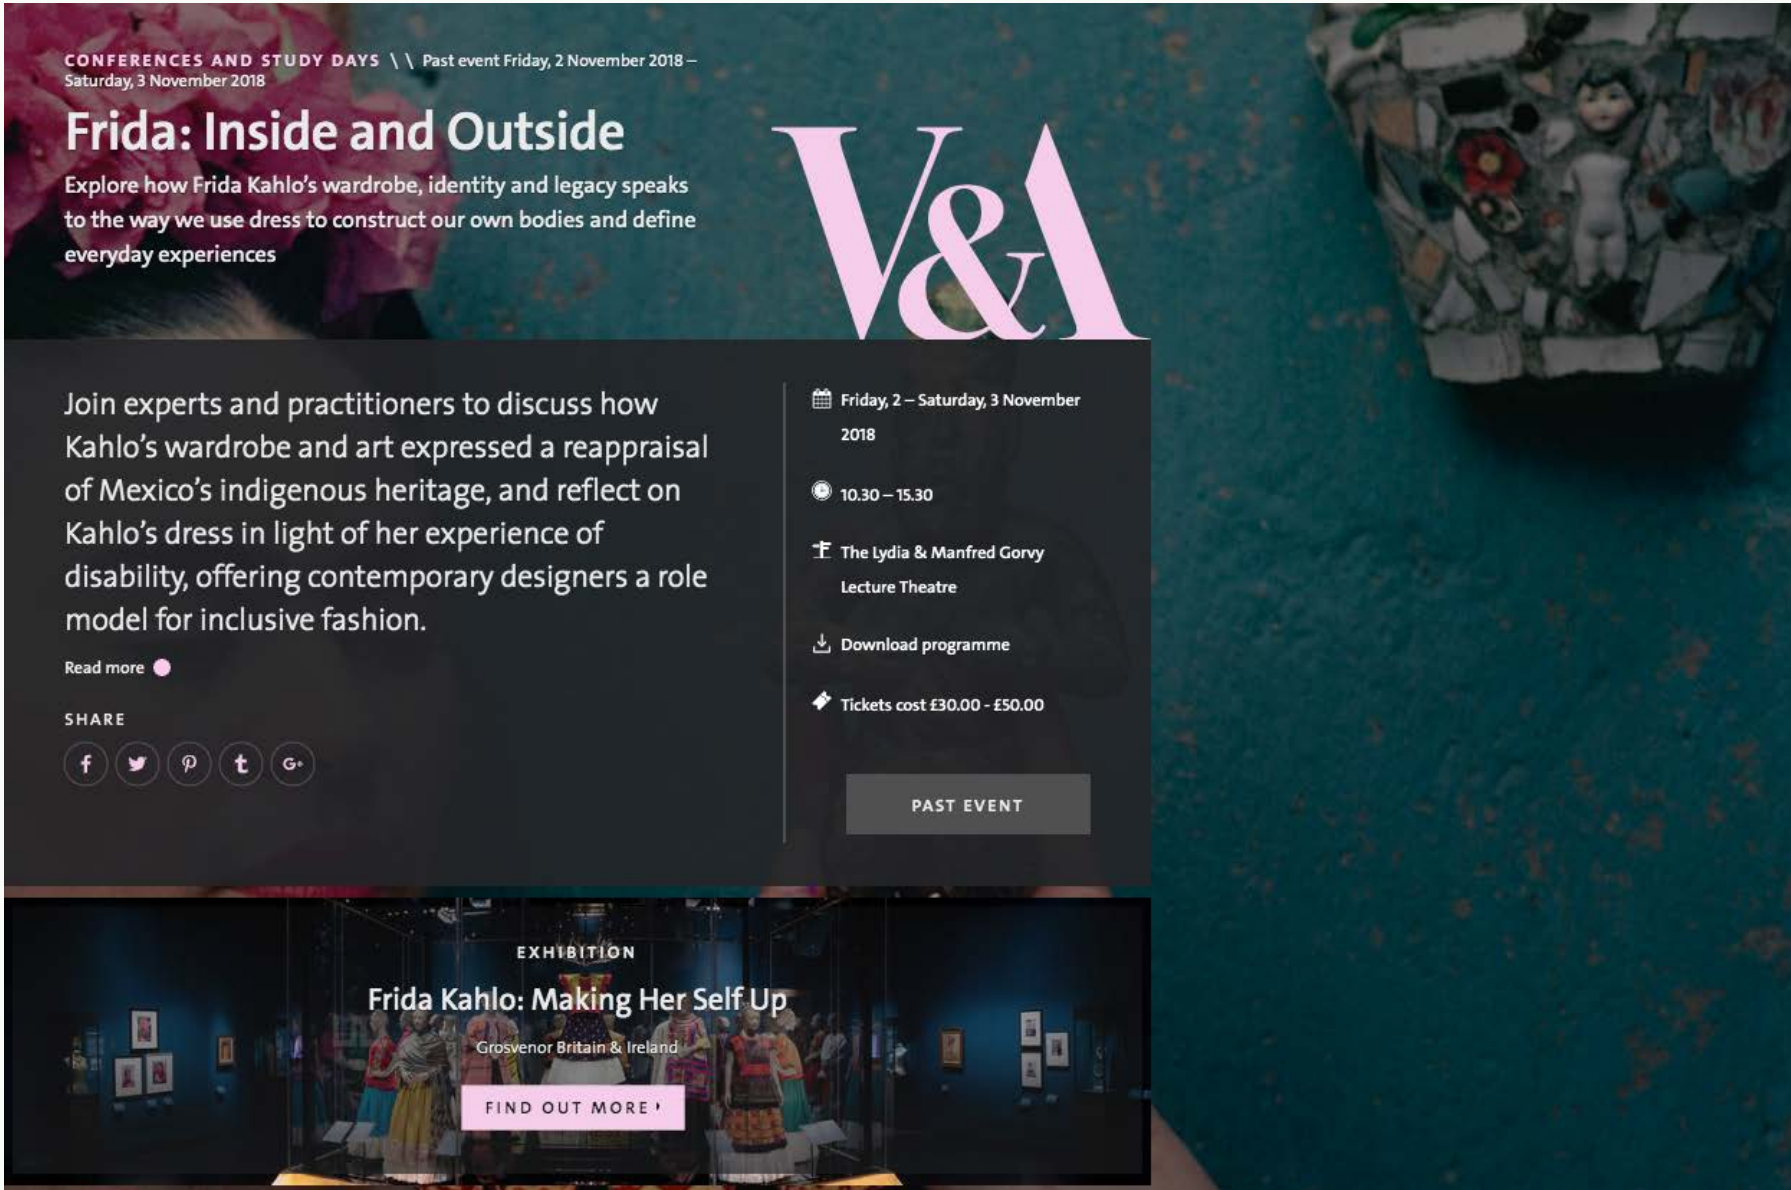 CONFERENCES AND STUDY DAYS \ \ Past event Friday, 2 November 2018 –
Saturday, 3 November 2018
Frida: Inside and Outside
Explore how Frida Kahlo's wardrobe, identity and legacy speaks
to the way we use dress to construct our own bodies and define
everyday experiences
V&A
Join experts and practitioners to discuss how
Kahlo's wardrobe and art expressed a reappraisal
of Mexico's indigenous heritage, and reflect on
Kahlo's dress in light of her experience of
disability, offering contemporary designers a role
model for inclusive fashion.
Read more
SHARE
f
t
G+
Friday, 2 – Saturday, 3 November
2018
10.30 – 15.30
The Lydia & Manfred Gorvy
Lecture Theatre
Download programme
Tickets cost £30.00 - £50.00
PAST EVENT
EXHIBITION
Frida Kahlo: Making Her Self Up
Grosvenor Britain & Ireland
FIND OUT MORE